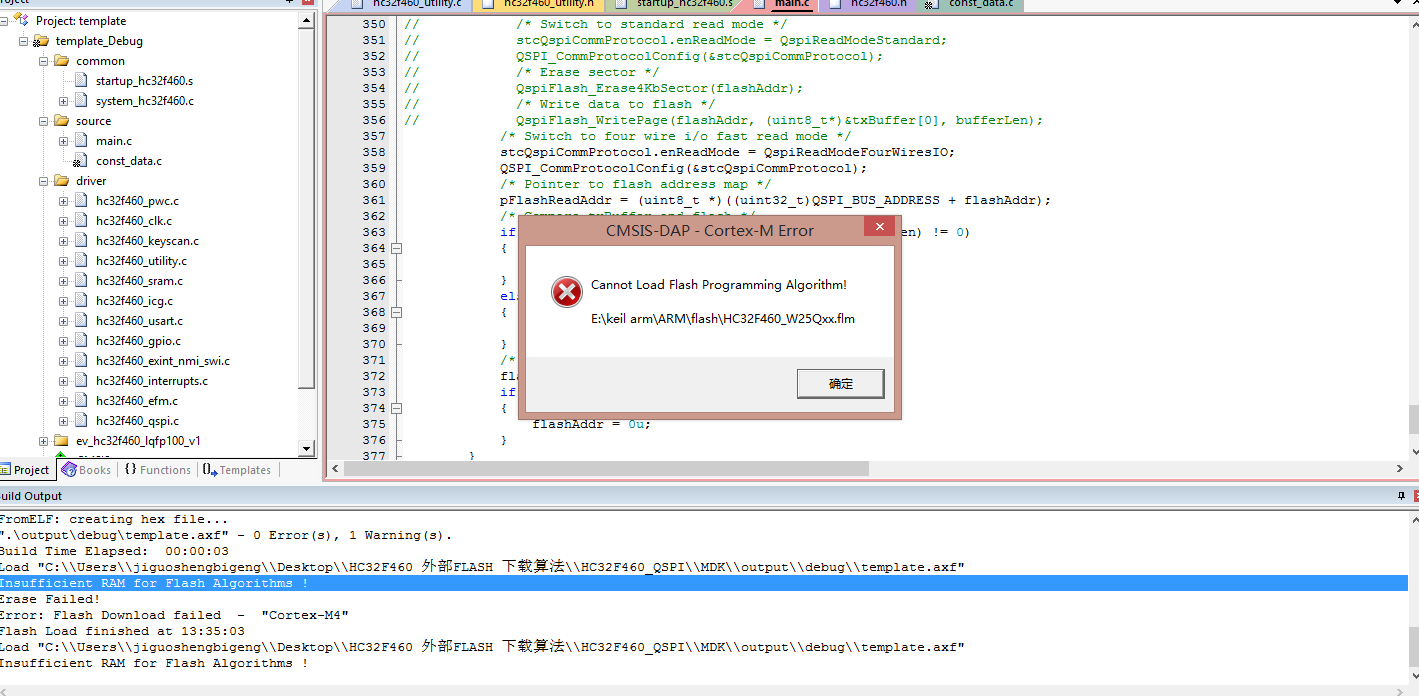 Project: template
template_Debug
common
startup_hc32f460.s
system_hc32f460.c
source
main.c
const_data.c
driver
hc32f460_pwc.c
hc32f460_clk.c
hc32f460_keyscan.c
hc32f460_utility.c
hc32f460_sram.c
hc32f460_icg.c
hc32f460_usart.c
hc32f460_gpio.c
hc32f460_exint_nmi_swi.c
hc32f460_interrupts.c
hc32f460_efm.c
hc32f460_qspi.c
ev_hc32f460_lqfp100_v1
Project Books {} Functions Templates
hc32f460_utility.c hc32f460_utility.h startup_hc32f460.s main.c hc32f460.h const_data.c
350 // /* Switch to standard read mode */
351 // stcQspiCommProtocol.enReadMode = QspiReadModeStandard;
352 // QSPI_CommProtocolConfig(&stcQspiCommProtocol);
353 // /* Erase sector */
354 // QspiFlash_Erase4KbSector(flashAddr);
355 // /* Write data to flash */
356 // QspiFlash_WritePage(flashAddr, (uint8_t*)&txBuffer[0], bufferLen);
357 /* Switch to four wire i/o fast read mode */
358 stcQspiCommProtocol.enReadMode = QspiReadModeFourWiresIO;
359 QSPI_CommProtocolConfig(&stcQspiCommProtocol);
360 /* Pointer to flash address map */
361 pFlashReadAddr = (uint8_t *)((uint32_t)QSPI_BUS_ADDRESS + flashAddr);
362 /* Compare txBuffer and flash */
363 if en) != 0)
364 {
365
366 }
367 el
368 {
369
370 }
371 /*
372 fl
373 if
374 {
375 flashAddr = 0u;
376 }
377 }
CMSIS-DAP - Cortex-M Error
Cannot Load Flash Programming Algorithm!
E:\keil arm\ARM\flash\HC32F460_W25Qxx.flm
确定
uild Output
FromELF: creating hex file...
".\output\debug\template.axf" - 0 Error(s), 1 Warning(s).
Build Time Elapsed: 00:00:03
Load "C:\\Users\\jiguoshengbigeng\\Desktop\\HC32F460 外部FLASH 下载算法\\HC32F460_QSPI\\MDK\\output\\debug\\template.axf"
Insufficient RAM for Flash Algorithms !
Erase Failed!
Error: Flash Download failed - "Cortex-M4"
Flash Load finished at 13:35:03
Load "C:\\Users\\jiguoshengbigeng\\Desktop\\HC32F460 外部FLASH 下载算法\\HC32F460_QSPI\\MDK\\output\\debug\\template.axf"
Insufficient RAM for Flash Algorithms !